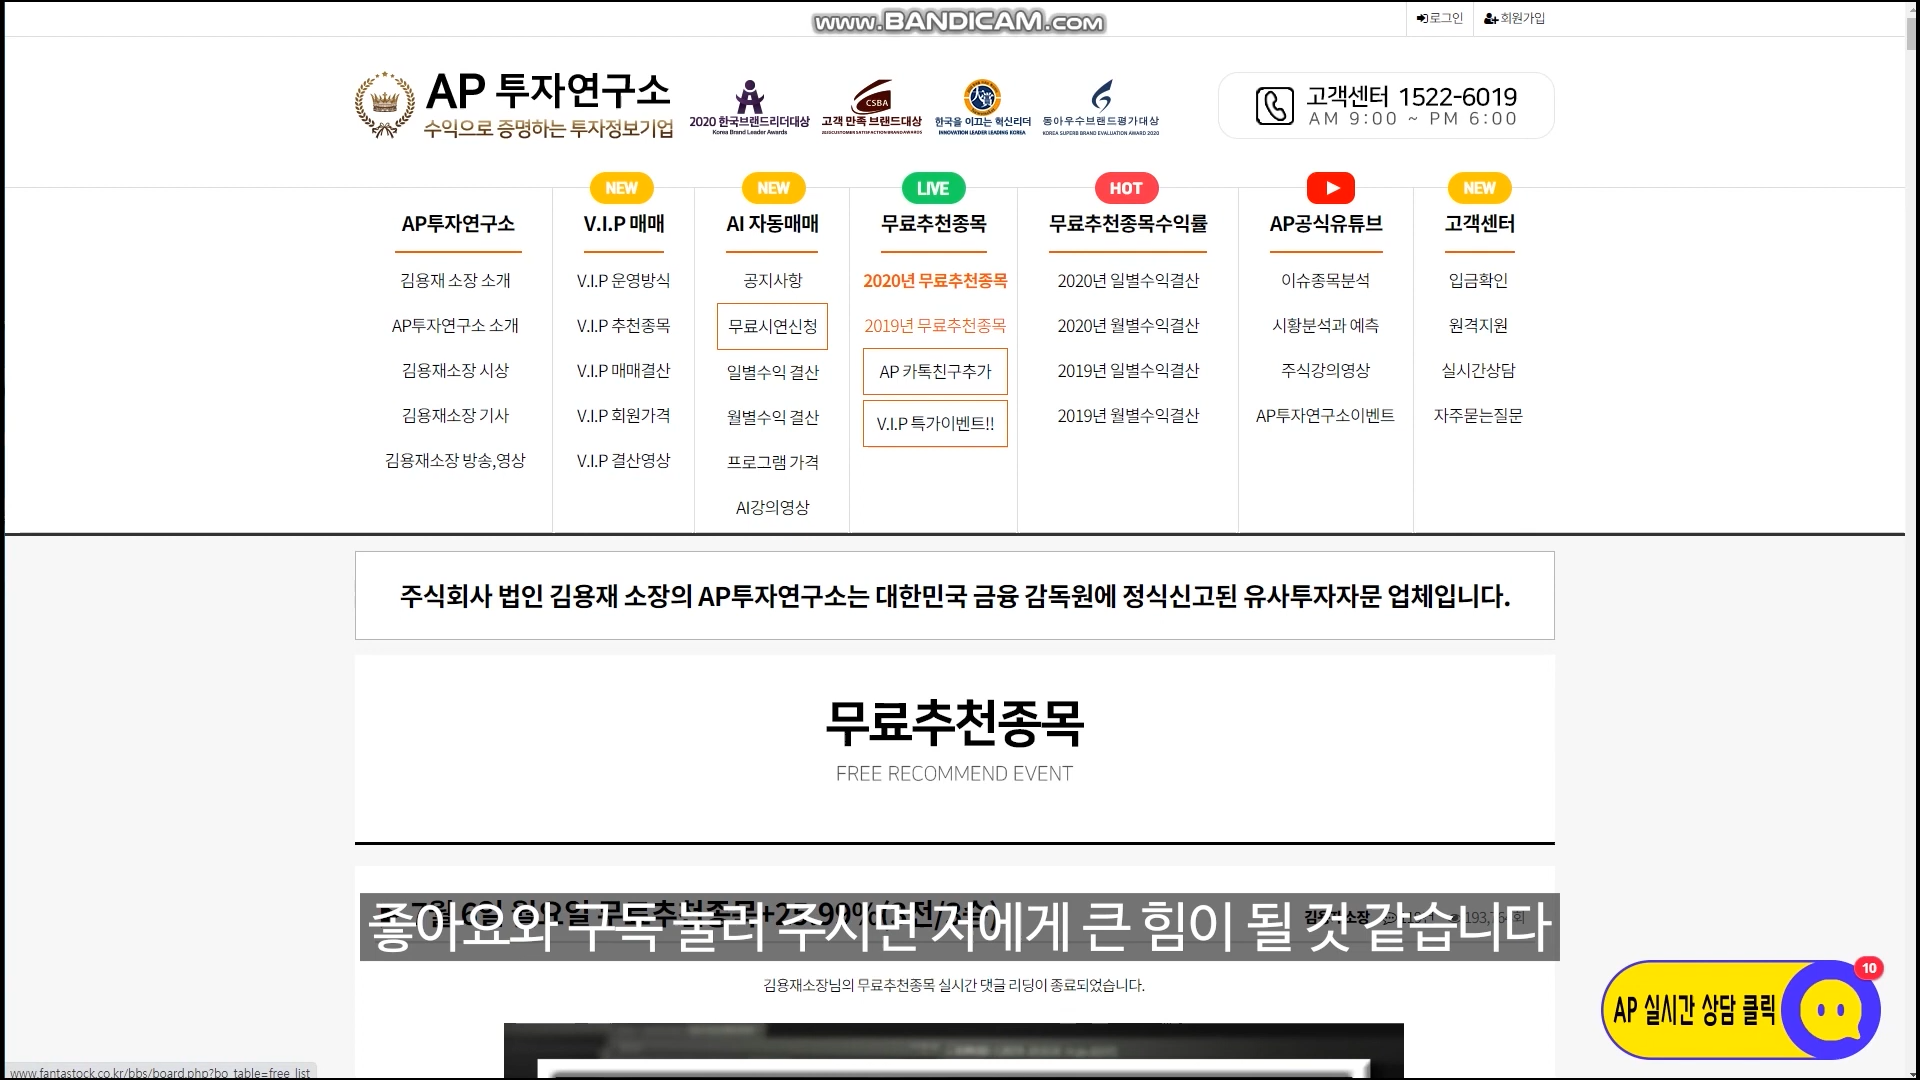 www.BANDICAM.com
로그인
회원가입
AP 투자연구소
수익으로 증명하는 투자정보기업
2020 한국브랜드리더대상
Korea Brand Leader Awards
CSBA
고객 만족 브랜드대상
2020CUSTOMER SATISFACTION BRAND AWARDS
한국을 이끄는 혁신리더
INNOVATION LEADER LEADING KOREA
동아우수브랜드평가대상
KOREA SUPERB BRAND EVALUATION AWARD 2020
고객센터 1522-6019
AM 9:00 ~ PM 6:00
NEW
NEW
LIVE
HOT
NEW
AP투자연구소
김용재 소장 소개
AP투자연구소 소개
김용재소장 시상
김용재소장 기사
김용재소장 방송,영상
V.I.P 매매
V.I.P 운영방식
V.I.P 추천종목
V.I.P 매매결산
V.I.P 회원가격
V.I.P 결산영상
AI 자동매매
공지사항
무료시연신청
일별수익 결산
월별수익 결산
프로그램 가격
AI강의영상
무료추천종목
2020년 무료추천종목
2019년 무료추천종목
AP 카톡친구추가
V.I.P 특가이벤트!!
무료추천종목수익률
2020년 일별수익결산
2020년 월별수익결산
2019년 일별수익결산
2019년 월별수익결산
AP공식유튜브
이슈종목분석
시황분석과 예측
주식강의영상
AP투자연구소이벤트
고객센터
입금확인
원격지원
실시간상담
자주묻는질문
주식회사 법인 김용재 소장의 AP투자연구소는 대한민국 금융 감독원에 정식신고된 유사투자자문 업체입니다.
무료추천종목
FREE RECOMMEND EVENT
좋아요와 구독 눌러 주시면 저에게 큰 힘이 될 것 같습니다
김용재소장님의 무료추천종목 실시간 댓글 리딩이 종료되었습니다.
AP 실시간 상담 클릭
10
www.fantastock.co.kr/bbs/board.php?bo_table=free_list